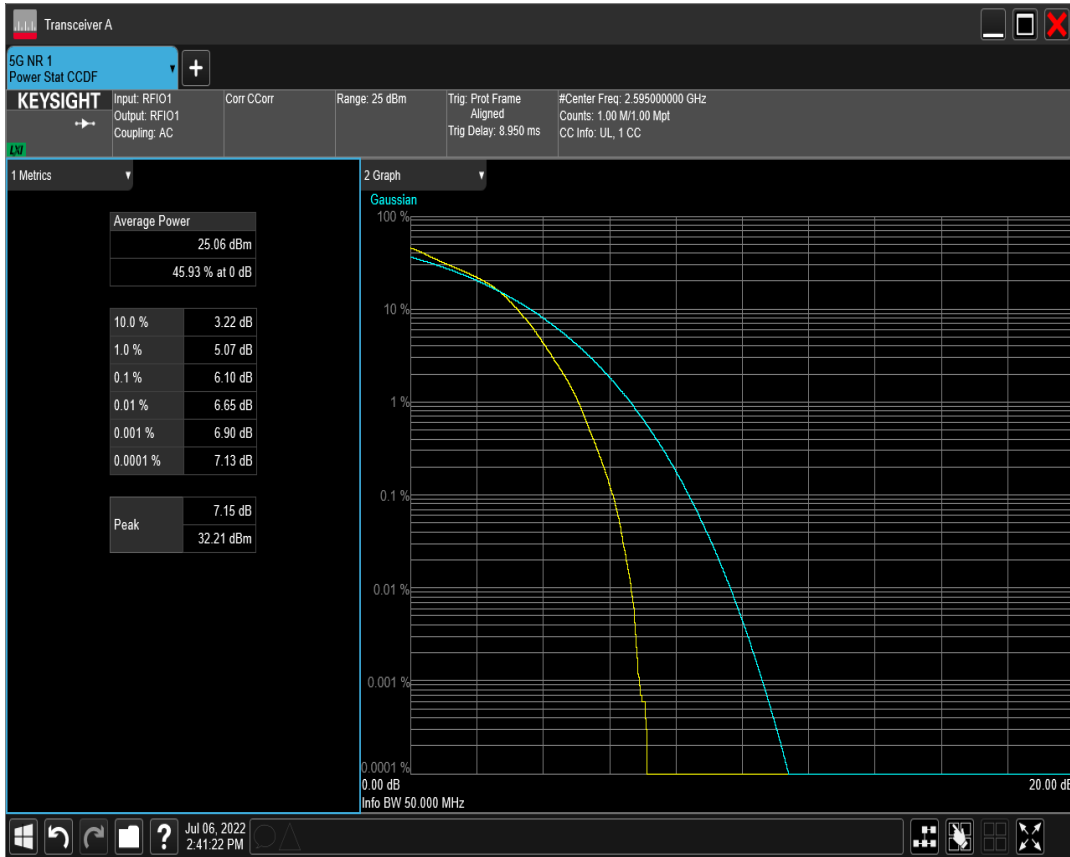 Transceiver A
5G NR 1
Power Stat CCDF
+
KEYSIGHT
LXI
Input: RFIO1
Output: RFIO1
Coupling: AC
Corr CCorr
Range: 25 dBm
Trig: Prot Frame
Aligned
Trig Delay: 8.950 ms
#Center Freq: 2.595000000 GHz
Counts: 1.00 M/1.00 Mpt
CC Info: UL, 1 CC
1 Metrics
Average Power
25.06 dBm
45.93 % at 0 dB
10.0 % 3.22 dB
1.0 % 5.07 dB
0.1 % 6.10 dB
0.01 % 6.65 dB
0.001 % 6.90 dB
0.0001 % 7.13 dB
Peak 7.15 dB
32.21 dBm
2 Graph
Gaussian
100 %
10 %
1 %
0.1 %
0.01 %
0.001 %
0.0001 %
0.00 dB 20.00 dB
Info BW 50.000 MHz
?
Jul 06, 2022
2:41:22 PM